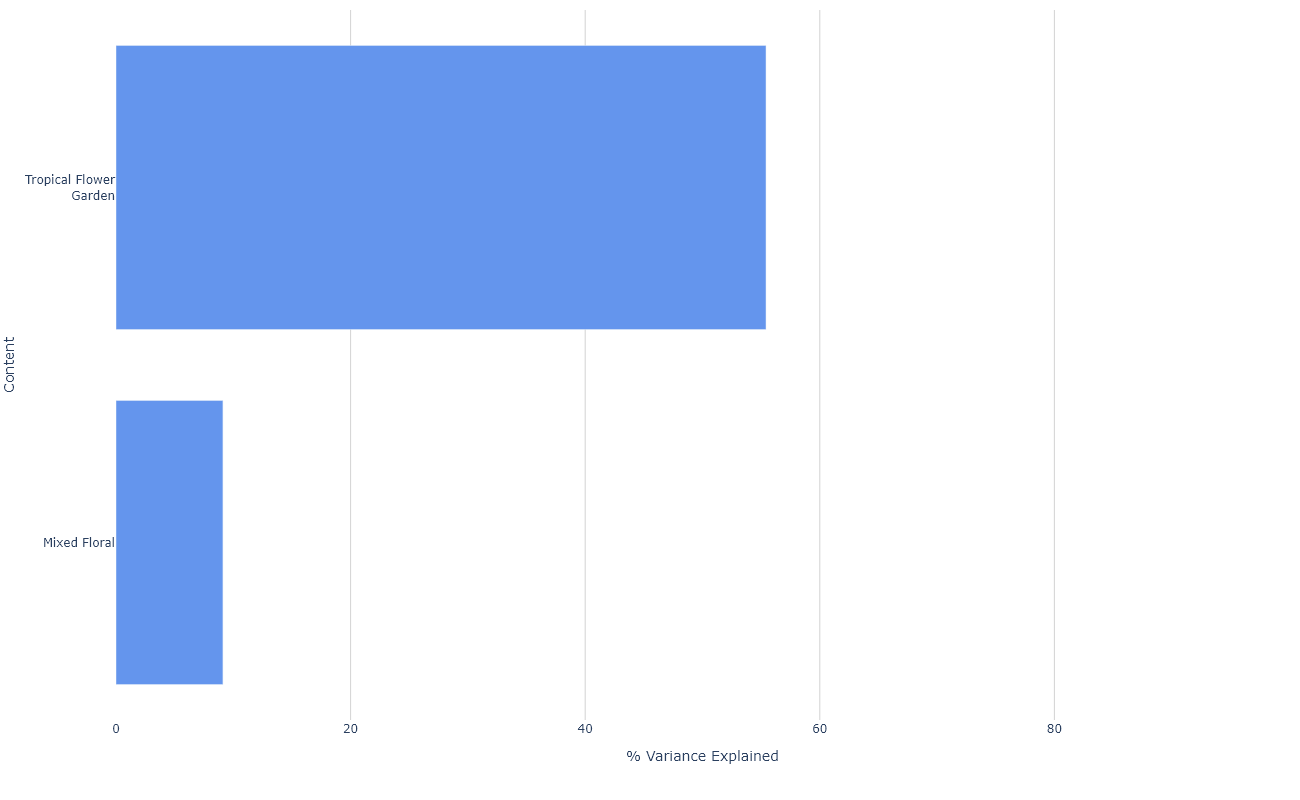 Tropical Flower
Garden
Content
Mixed Floral
0 20 40 60 80
% Variance Explained